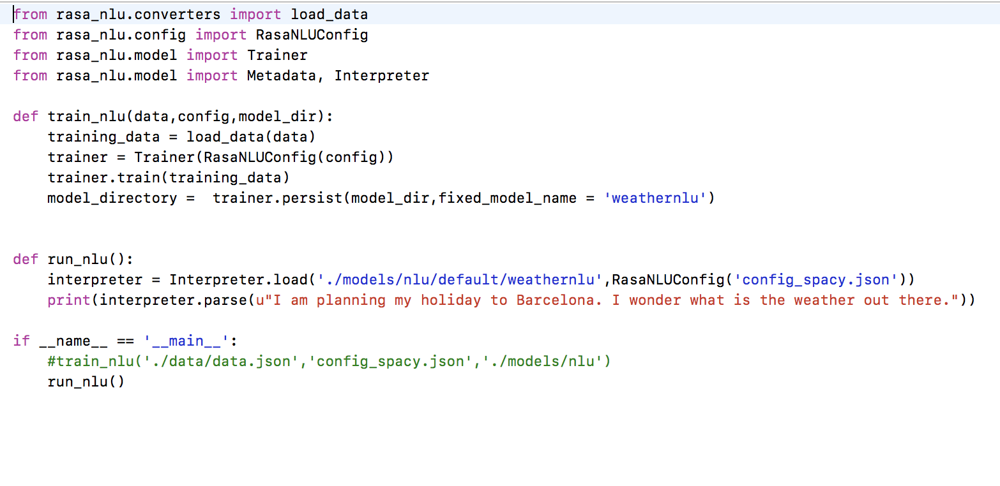 from rasa_nlu.converters import load_data
from rasa_nlu.config import RasaNLUConfig
from rasa_nlu.model import Trainer
from rasa_nlu.model import Metadata, Interpreter

def train_nlu(data,config,model_dir):
    training_data = load_data(data)
    trainer = Trainer(RasaNLUConfig(config))
    trainer.train(training_data)
    model_directory =  trainer.persist(model_dir,fixed_model_name = 'weathernlu')


def run_nlu():
    interpreter = Interpreter.load('./models/nlu/default/weathernlu',RasaNLUConfig('config_spacy.json'))
    print(interpreter.parse(u"I am planning my holiday to Barcelona. I wonder what is the weather out there."))

if __name__ == '__main__':
    #train_nlu('./data/data.json','config_spacy.json','./models/nlu')
    run_nlu()